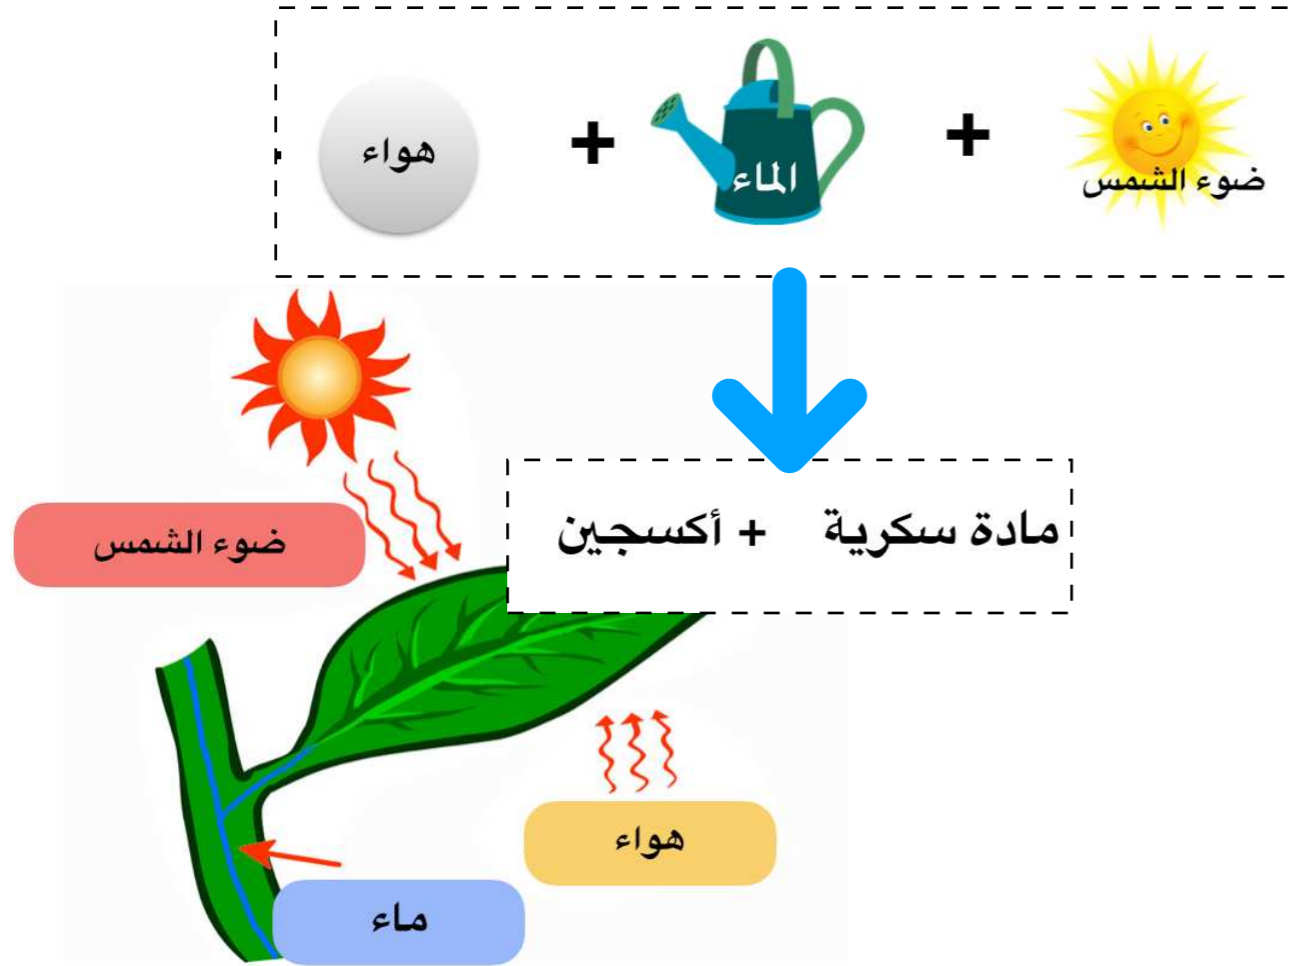 ضوء الشمس + الماء + هواء
مادة سكرية + أكسجين
ضوء الشمس
هواء
ماء